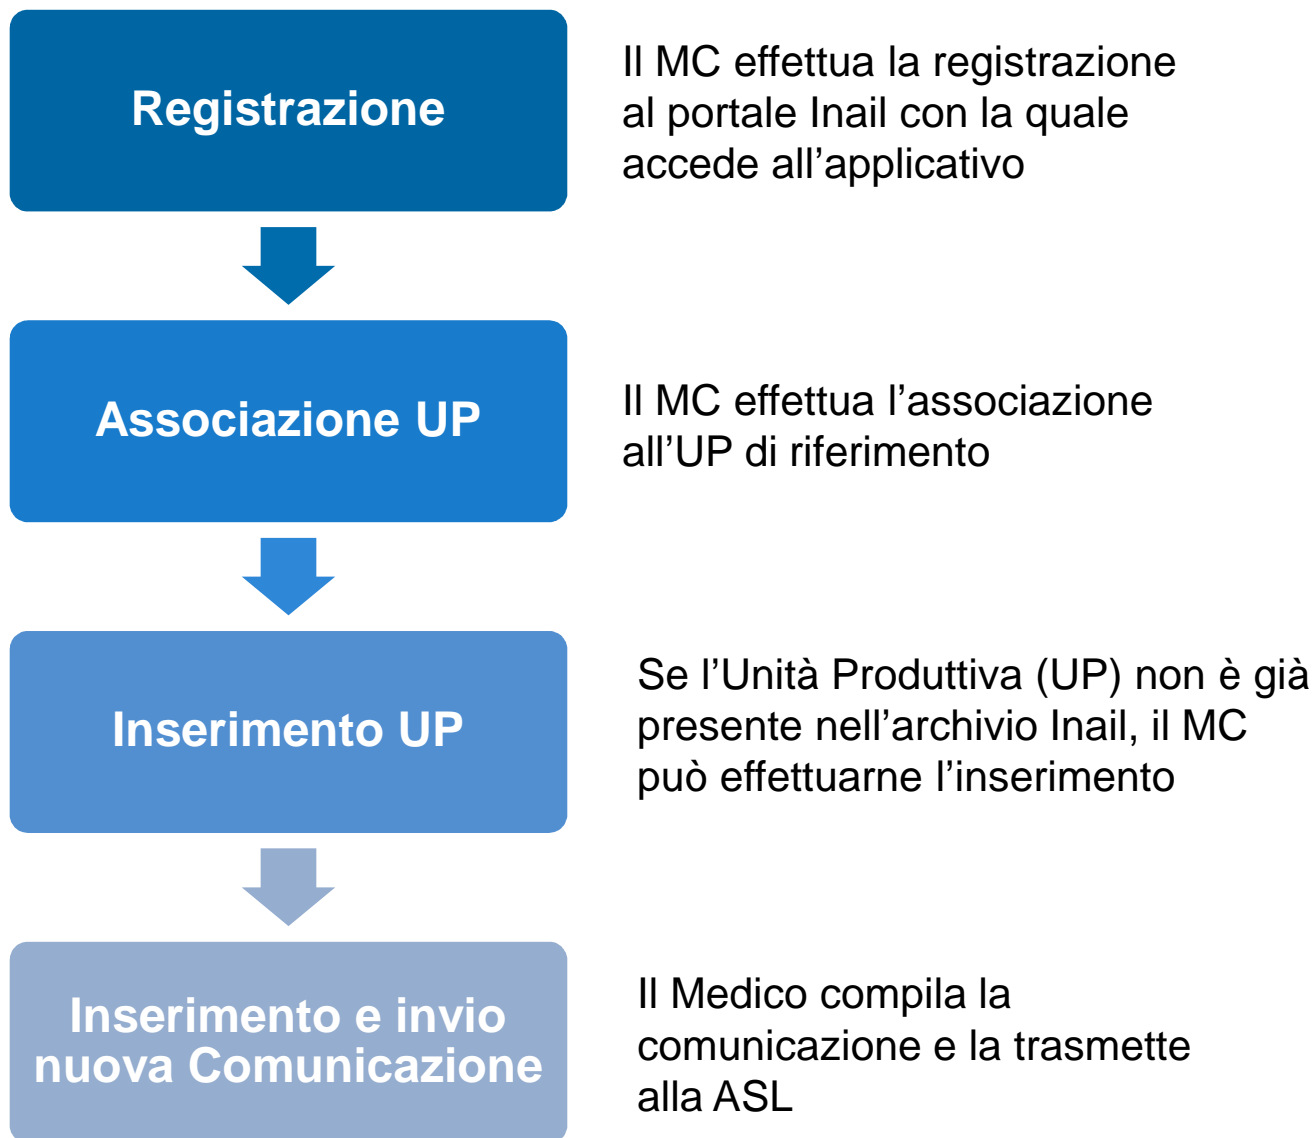 Registrazione
Il MC effettua la registrazione
al portale Inail con la quale
accede all’applicativo
Associazione UP
Il MC effettua l’associazione
all’UP di riferimento
Inserimento UP
Se l’Unità Produttiva (UP) non è già
presente nell’archivio Inail, il MC
può effettuarne l’inserimento
Inserimento e invio
nuova Comunicazione
Il Medico compila la
comunicazione e la trasmette
alla ASL